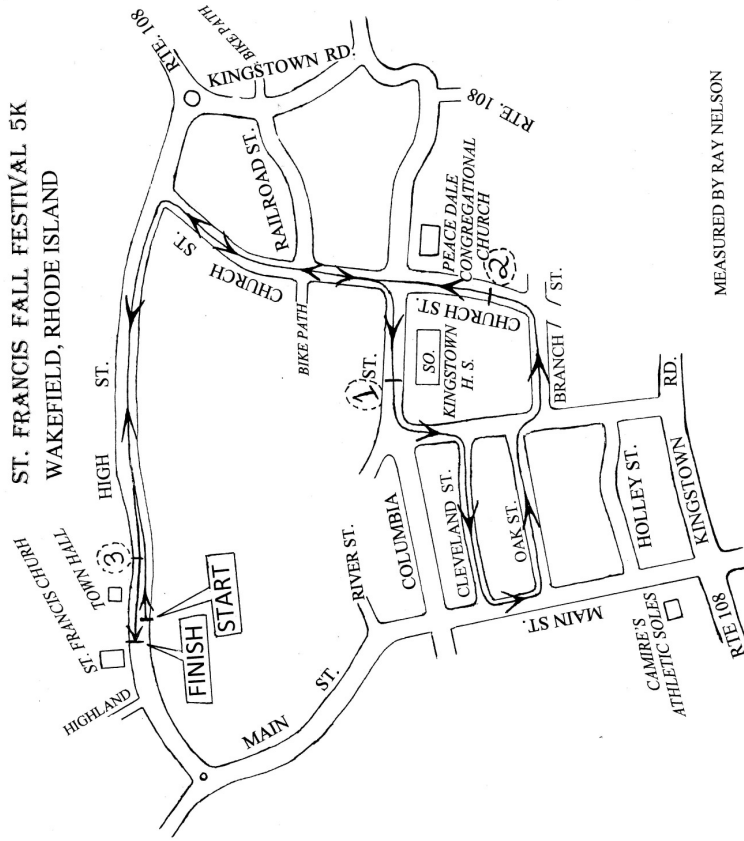 ST. FRANCIS FALL FESTIVAL 5K
WAKEFIELD, RHODE ISLAND
RTE. 108
BIKE PATH
KINGSTOWN RD.
RTE. 108
RAILROAD ST.
CHURCH ST.
BIKE PATH
HIGH ST.
3
TOWN HALL
ST. FRANCIS CHURH
HIGHLAND
START
FINISH
MAIN ST.
PEACE DALE
CONGREGATIONAL
CHURCH
2
CHURCH ST.
SO.
KINGSTOWN
H. S.
1
ST.
COLUMBIA
RIVER ST.
CLEVELAND ST.
OAK ST.
BRANCH ST.
MAIN ST.
HOLLEY ST.
KINGSTOWN RD.
RTE 108
CAMIRE'S
ATHLETIC SOLES
MEASURED BY RAY NELSON